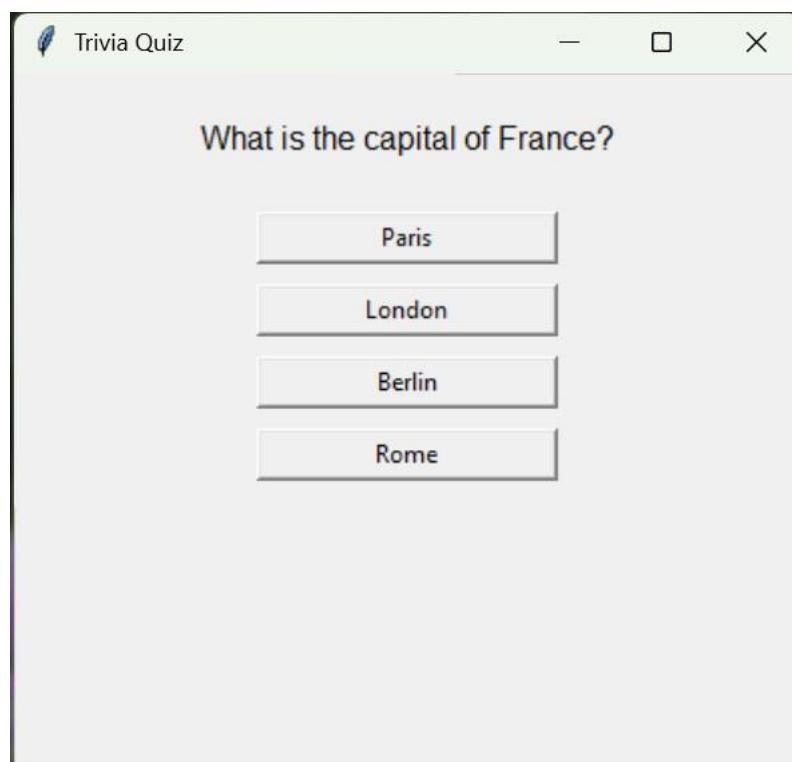 Trivia Quiz
What is the capital of France?
Paris
London
Berlin
Rome